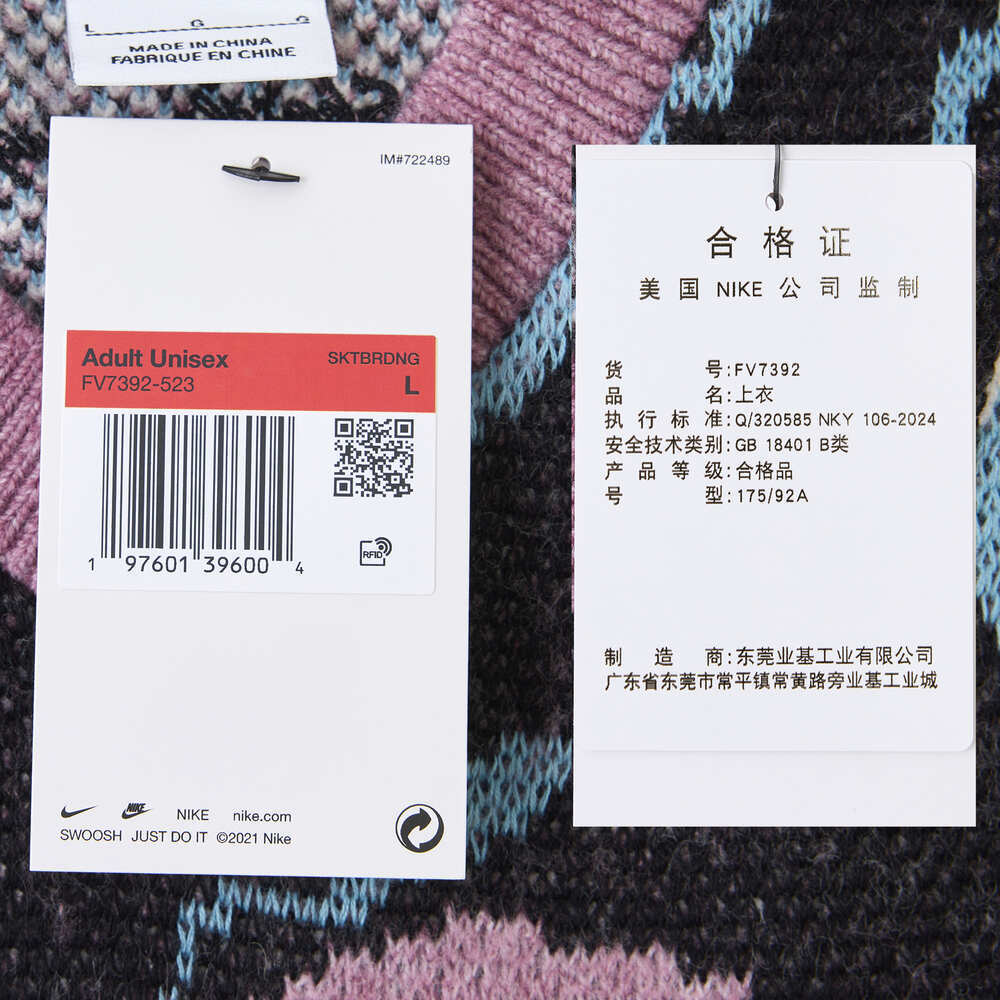 L G G
MADE IN CHINA
FABRIQUE EN CHINE
IM#722489
Adult Unisex
SKTBRDNG
FV7392-523
L
1 97601 39600 4
RFID
NIKE NIKE nike.com
SWOOSH JUST DO IT ©2021 Nike
合格证
美国 NIKE 公司监制
货号:FV7392
品名:上衣
执行标准:Q/320585 NKY 106-2024
安全技术类别:GB 18401 B类
产品等级:合格品
号型:175/92A
制造商:东莞业基工业有限公司
广东省东莞市常平镇常黄路旁业基工业城